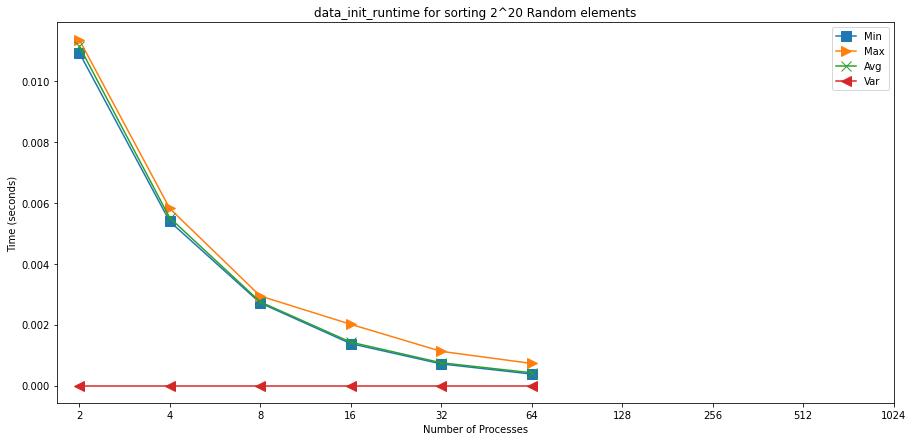 data_init_runtime for sorting 2^20 Random elements
Min
Max
Avg
Var
Time (seconds)
0.010
0.008
0.006
0.004
0.002
0.000
2 4 8 16 32 64 128 256 512 1024
Number of Processes